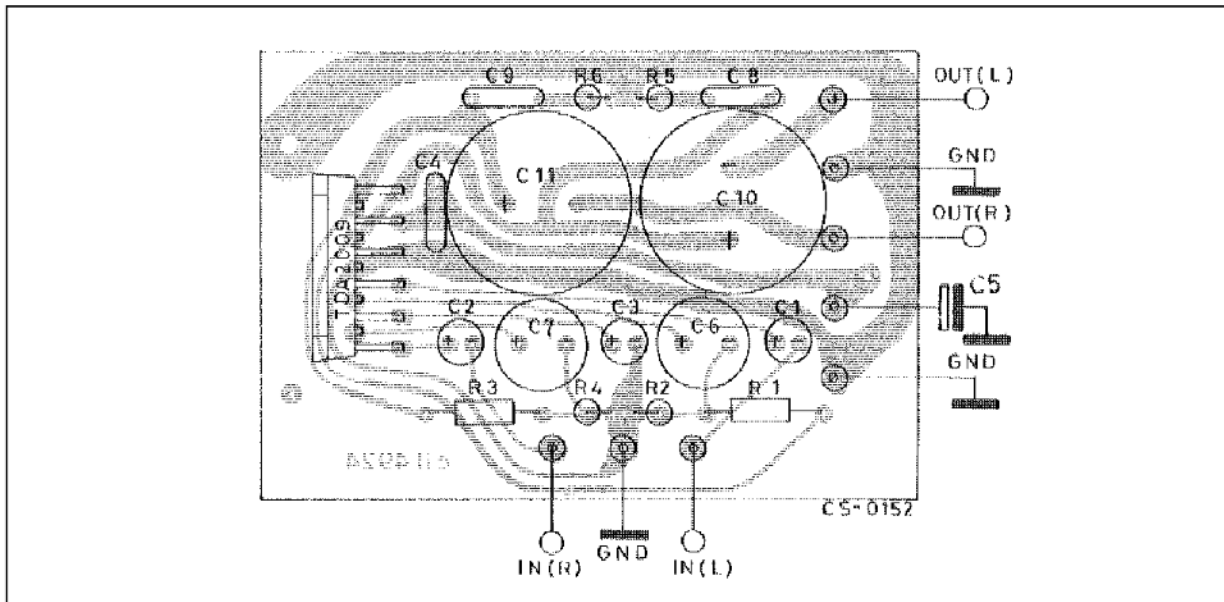 C9 R6 R5 C8
OUT(L)
GND
C4 C11
C10
OUT(R)
TDA2009
C5
C2 C7 C3 C6 C1
GND
R3 R4 R2 R1
CS-0152
IN(R) GND IN(L)